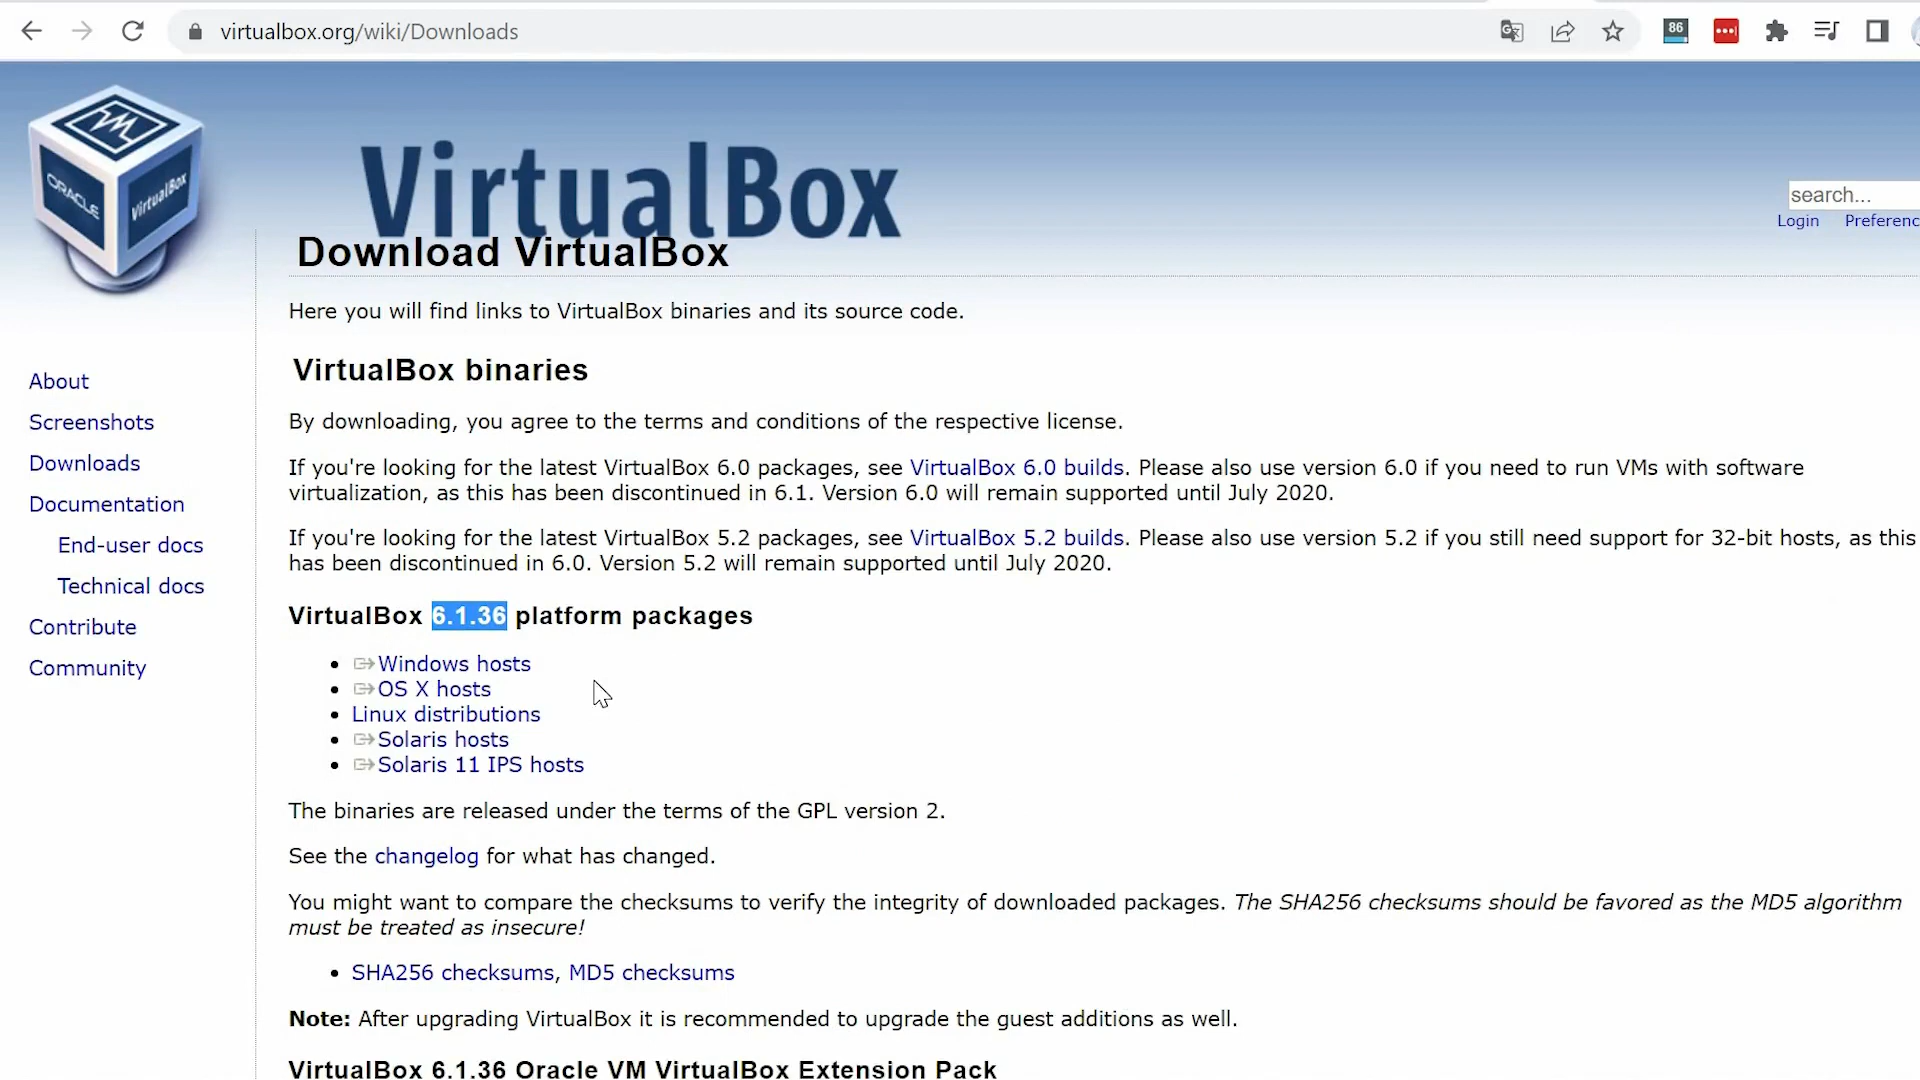 virtualbox.org/wiki/Downloads
86
ORACLE
VirtualBox
VirtualBox
search...
Login Preferenc
Download VirtualBox
Here you will find links to VirtualBox binaries and its source code.
VirtualBox binaries
About
Screenshots
Downloads
Documentation
End-user docs
Technical docs
Contribute
Community
By downloading, you agree to the terms and conditions of the respective license.
If you're looking for the latest VirtualBox 6.0 packages, see VirtualBox 6.0 builds. Please also use version 6.0 if you need to run VMs with software
virtualization, as this has been discontinued in 6.1. Version 6.0 will remain supported until July 2020.
If you're looking for the latest VirtualBox 5.2 packages, see VirtualBox 5.2 builds. Please also use version 5.2 if you still need support for 32-bit hosts, as this
has been discontinued in 6.0. Version 5.2 will remain supported until July 2020.
VirtualBox 6.1.36 platform packages
Windows hosts
OS X hosts
Linux distributions
Solaris hosts
Solaris 11 IPS hosts
The binaries are released under the terms of the GPL version 2.
See the changelog for what has changed.
You might want to compare the checksums to verify the integrity of downloaded packages. The SHA256 checksums should be favored as the MD5 algorithm
must be treated as insecure!
SHA256 checksums, MD5 checksums
Note: After upgrading VirtualBox it is recommended to upgrade the guest additions as well.
VirtualBox 6.1.36 Oracle VM VirtualBox Extension Pack